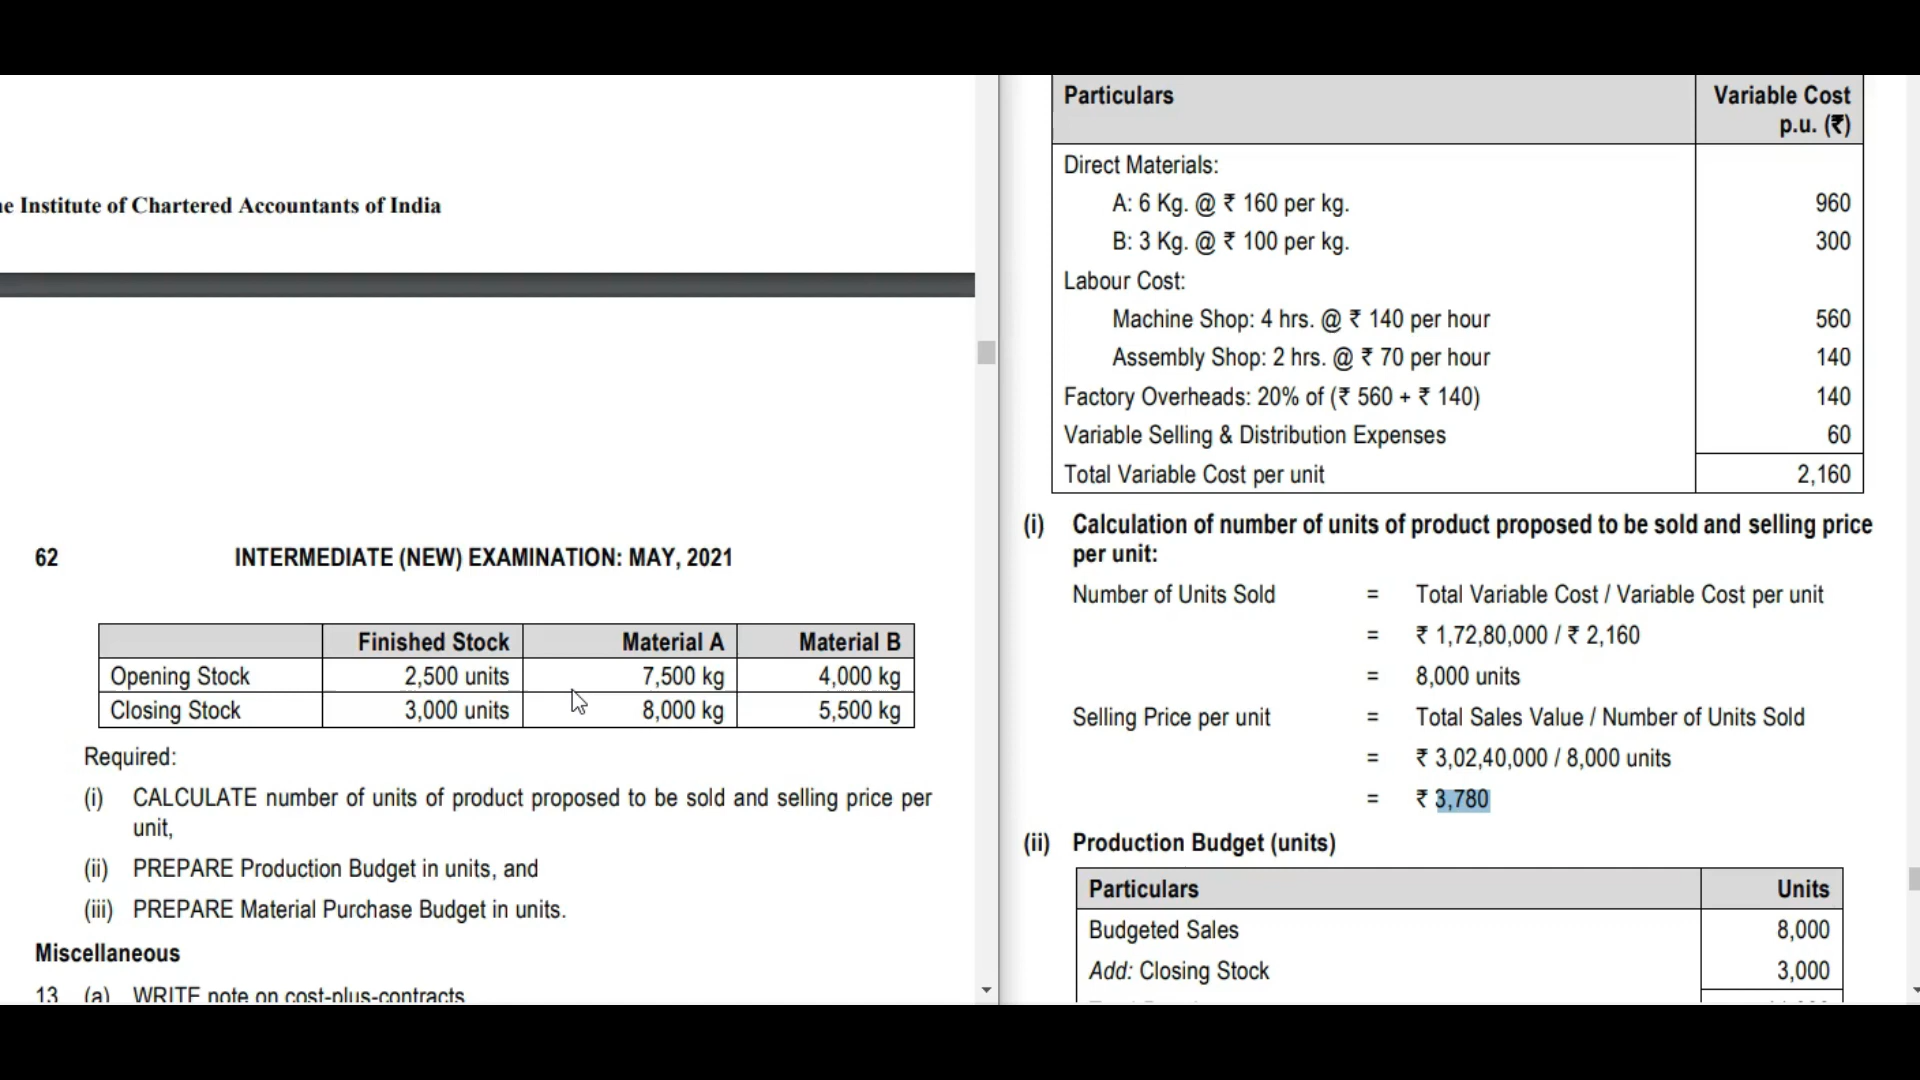 he Institute of Chartered Accountants of India
62 INTERMEDIATE (NEW) EXAMINATION: MAY, 2021
Finished Stock Material A Material B
Opening Stock 2,500 units 7,500 kg 4,000 kg
Closing Stock 3,000 units 8,000 kg 5,500 kg
Required:
(i) CALCULATE number of units of product proposed to be sold and selling price per
unit,
(ii) PREPARE Production Budget in units, and
(iii) PREPARE Material Purchase Budget in units.
Miscellaneous
13 (a) WRITE note on cost-plus-contracts
Particulars Variable Cost
p.u. (₹)
Direct Materials:
A: 6 Kg. @ ₹ 160 per kg. 960
B: 3 Kg. @ ₹ 100 per kg. 300
Labour Cost:
Machine Shop: 4 hrs. @ ₹ 140 per hour 560
Assembly Shop: 2 hrs. @ ₹ 70 per hour 140
Factory Overheads: 20% of (₹ 560 + ₹ 140) 140
Variable Selling & Distribution Expenses 60
Total Variable Cost per unit 2,160
(i) Calculation of number of units of product proposed to be sold and selling price
per unit:
Number of Units Sold = Total Variable Cost / Variable Cost per unit
= ₹ 1,72,80,000 / ₹ 2,160
= 8,000 units
Selling Price per unit = Total Sales Value / Number of Units Sold
= ₹ 3,02,40,000 / 8,000 units
= ₹ 3,780
(ii) Production Budget (units)
Particulars Units
Budgeted Sales 8,000
Add: Closing Stock 3,000